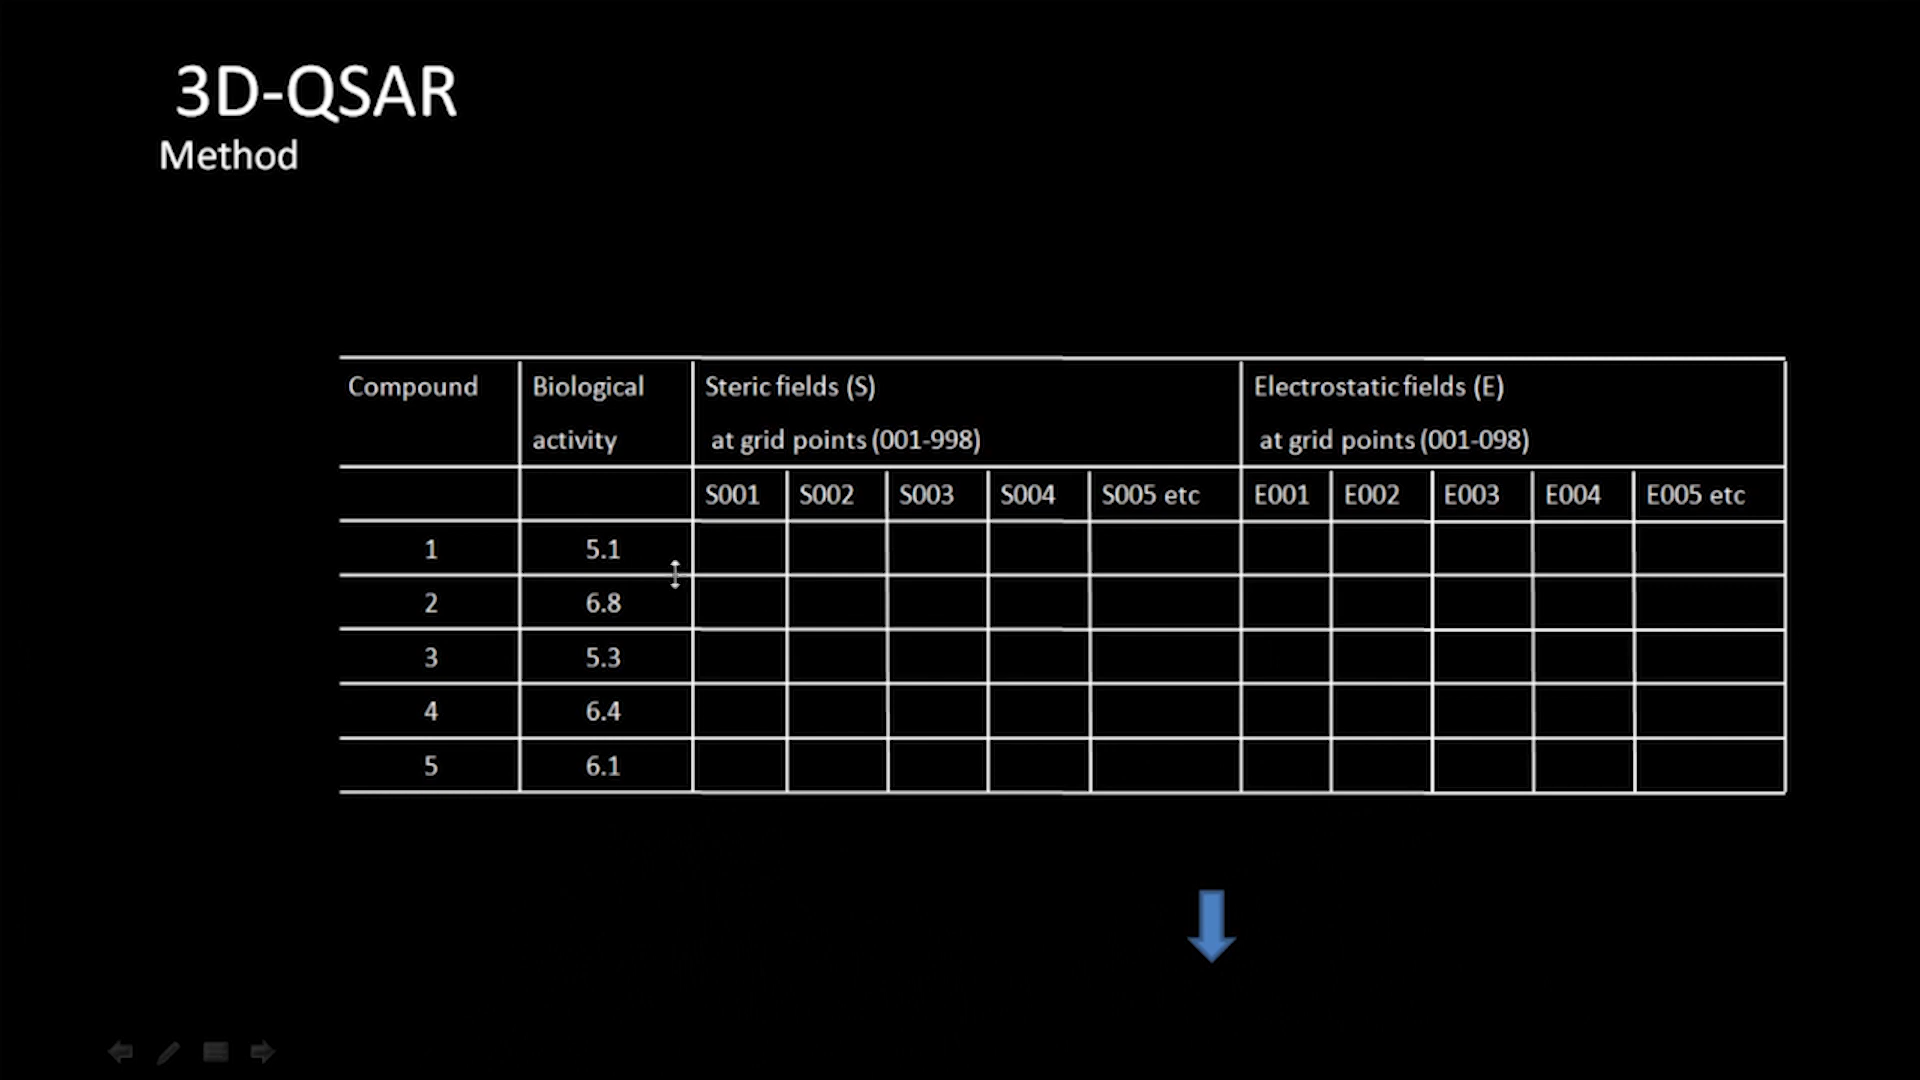 3D-QSAR
Method
Compound Biological Steric fields (S) Electrostatic fields (E)
activity at grid points (001-998) at grid points (001-098)
S001 S002 S003 S004 S005 etc E001 E002 E003 E004 E005 etc
1 5.1
2 6.8
3 5.3
4 6.4
5 6.1